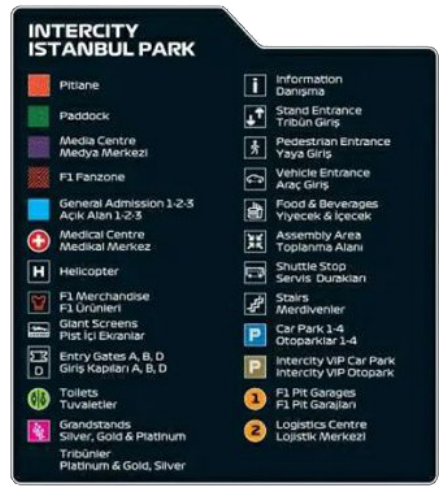 INTERCITY
ISTANBUL PARK
Pitlane
Paddock
Media Centre
Medya Merkezi
F1 Fanzone
General Admission 1-2-3
Açık Alan 1-2-3
Medical Centre
Medikal Merkez
H
Helicopter
F1 Merchandise
F1 Ürünleri
Giant Screens
Pist İçi Ekranlar
D
Entry Gates A, B, D
Giriş Kapıları A, B, D
Toilets
Tuvaletler
Grandstands
Silver, Gold & Platinum
Tribünler
Platinum & Gold, Silver
i
Information
Danışma
Stand Entrance
Tribün Giriş
Pedestrian Entrance
Yaya Giriş
Vehicle Entrance
Araç Giriş
Food & Beverages
Yiyecek & İçecek
Assembly Area
Toplanma Alanı
Shuttle Stop
Servis Durakları
Stairs
Merdivenler
P
Car Park 1-4
Otoparklar 1-4
P
Intercity VIP Car Park
Intercity VIP Otopark
1
F1 Pit Garages
F1 Pit Garajları
2
Logistics Centre
Lojistik Merkezi